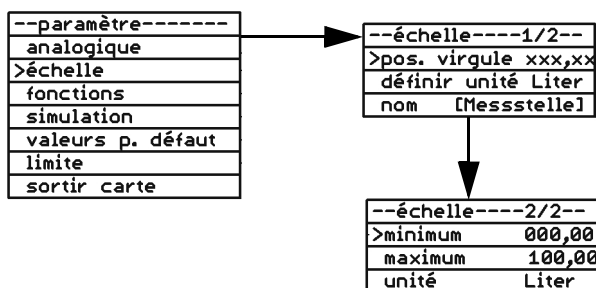 --paramètre-------
analogique
>échelle
fonctions
simulation
valeurs p. défaut
limite
sortir carte
--échelle----1/2--
>pos. virgule xxx,xx
définir unité Liter
nom [Messstelle]
--échelle----2/2--
>minimum 000,00
maximum 100,00
unité Liter